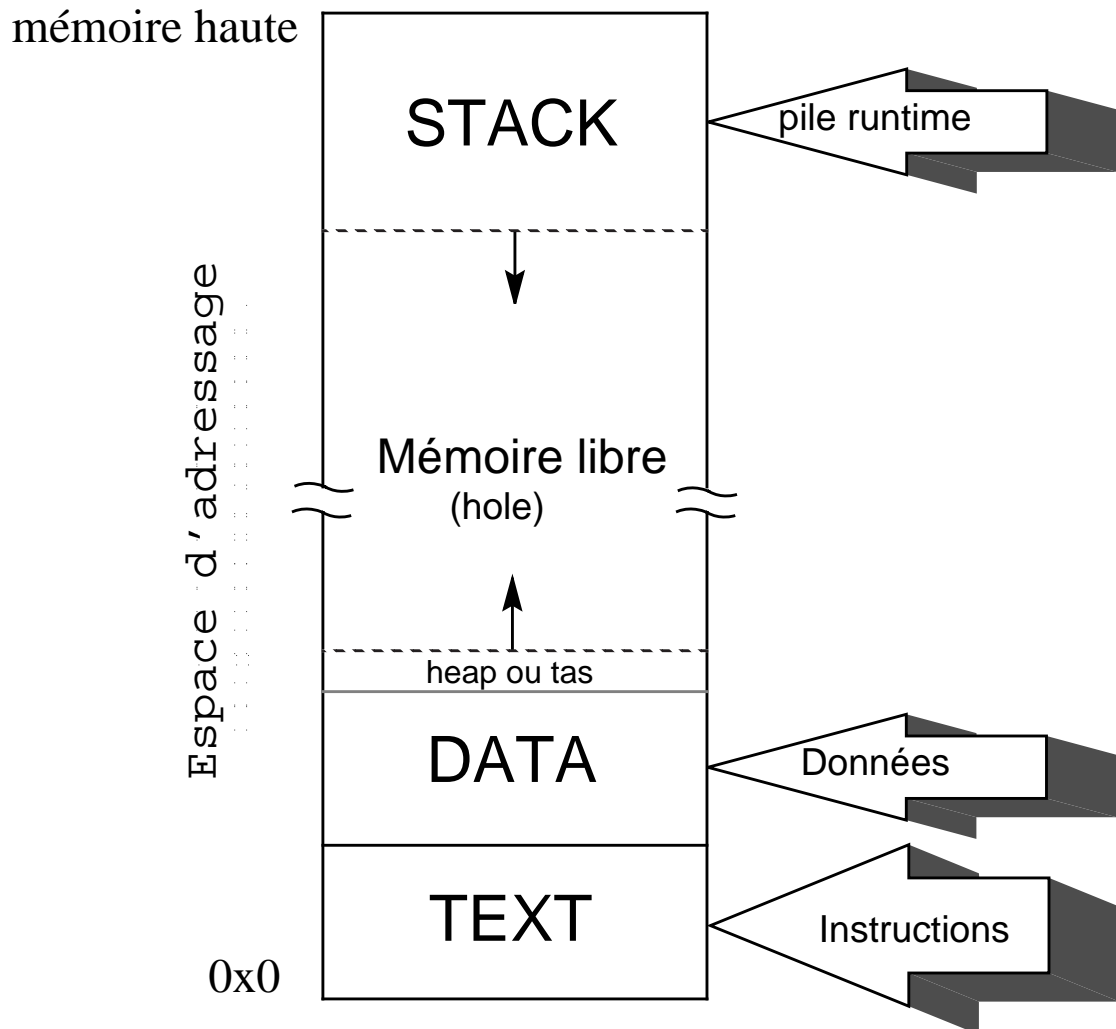 mémoire haute
STACK
pile runtime
Espace d'adressage
Mémoire libre
(hole)
heap ou tas
DATA
Données
TEXT
Instructions
0x0